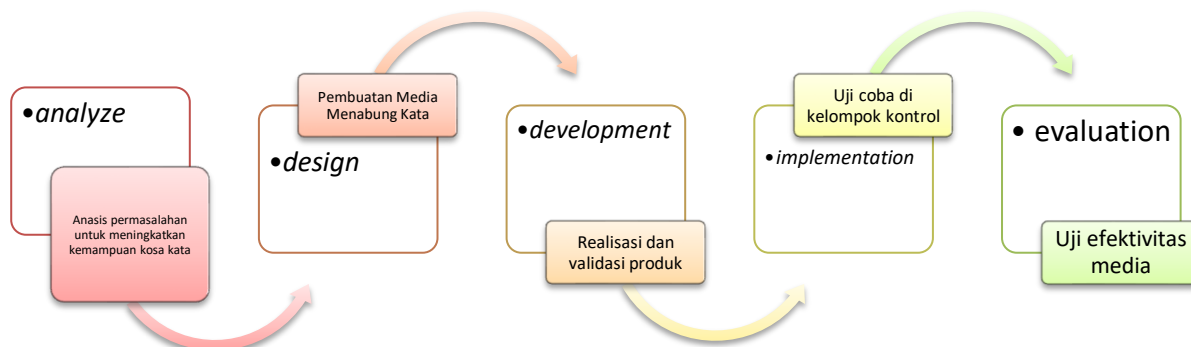 •analyze
Anasis permasalahan
untuk meningkatkan
kemampuan kosa kata
Pembuatan Media
Menabung Kata
•design
•development
Realisasi dan
validasi produk
Uji coba di
kelompok kontrol
•implementation
• evaluation
Uji efektivitas
media